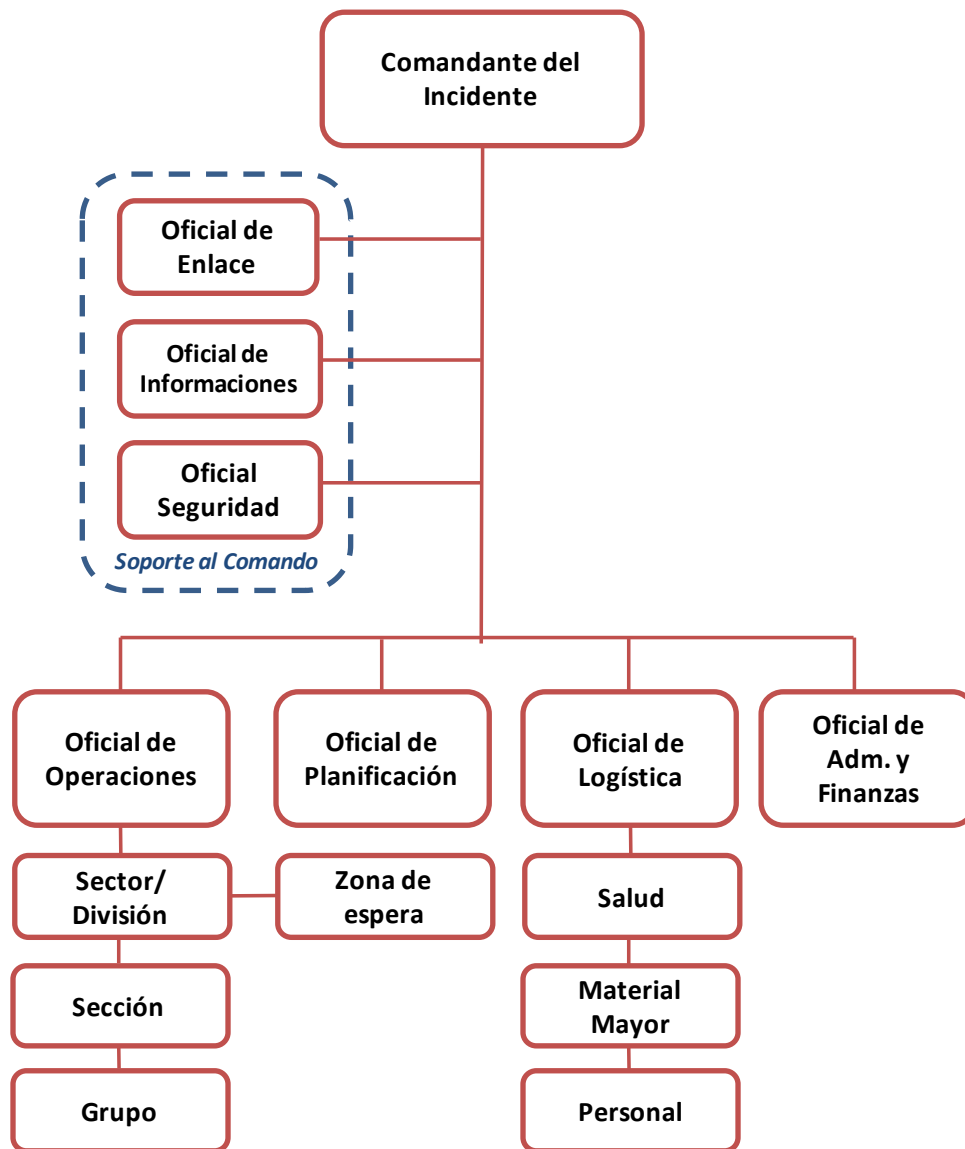 Comandante del
Incidente
Oficial de
Enlace
Oficial de
Informaciones
Oficial
Seguridad
Soporte al Comando
Oficial de
Operaciones
Oficial de
Planificación
Oficial de
Logística
Oficial de
Adm. y
Finanzas
Sector/
División
Zona de
espera
Salud
Sección
Material
Mayor
Grupo
Personal